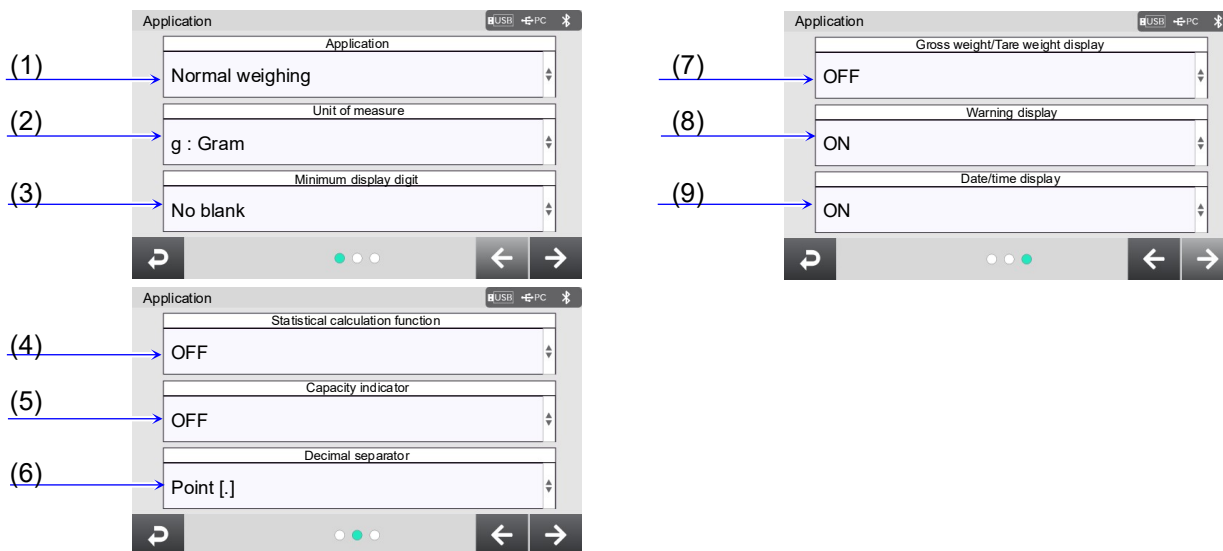 Application
USB PC
Application
(1)
Normal weighing
Unit of measure
(2)
g : Gram
Minimum display digit
(3)
No blank
Application
USB PC
Statistical calculation function
(4)
OFF
Capacity indicator
(5)
OFF
Decimal separator
(6)
Point [.]
Application
USB PC
Gross weight/Tare weight display
(7)
OFF
Warning display
(8)
ON
Date/time display
(9)
ON